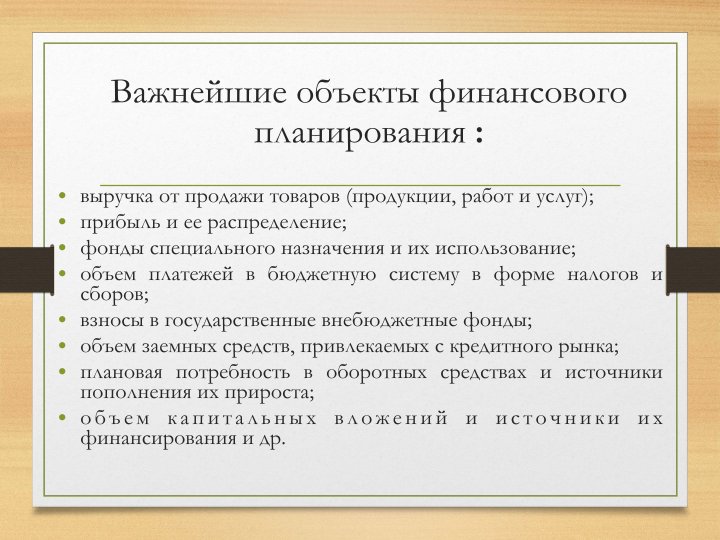 Важнейшие объекты финансового
планирования :
• выручка от продажи товаров (продукции, работ и услуг);
• прибыль и ее распределение;
• фонды специального назначения и их использование;
• объем платежей в бюджетную систему в форме налогов и
сборов;
• взносы в государственные внебюджетные фонды;
• объем заемных средств, привлекаемых с кредитного рынка;
• плановая потребность в оборотных средствах и источники
пополнения их прироста;
• объем капитальных вложений и источники их
финансирования и др.